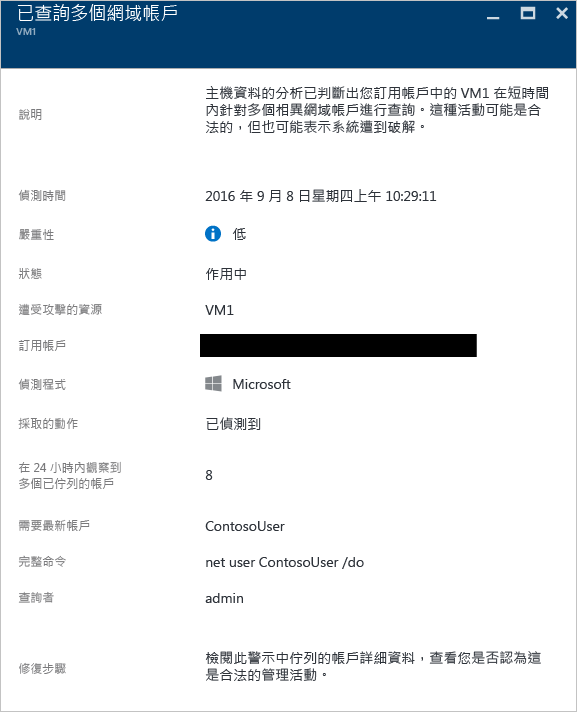 已查詢多個網域帳戶
VM1
說明
主機資料的分析已判斷出您訂用帳戶中的 VM1 在短時間
內針對多個相異網域帳戶進行查詢。這種活動可能是合
法的，但也可能表示系統遭到破解。
偵測時間
2016 年 9 月 8 日星期四上午 10:29:11
嚴重性
低
狀態
作用中
遭受攻擊的資源
VM1
訂用帳戶
偵測程式
Microsoft
採取的動作
已偵測到
在 24 小時內觀察到
多個已佇列的帳戶
8
需要最新帳戶
ContosoUser
完整命令
net user ContosoUser /do
查詢者
admin
修復步驟
檢閱此警示中佇列的帳戶詳細資料，查看您是否認為這
是合法的管理活動。